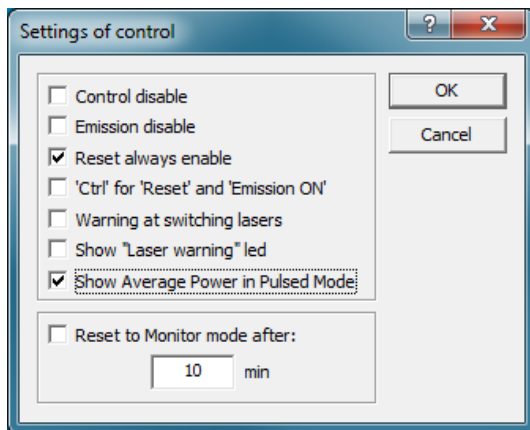 Settings of control
?
X
Control disable
Emission disable
Reset always enable
'Ctrl' for 'Reset' and 'Emission ON'
Warning at switching lasers
Show "Laser warning" led
Show Average Power in Pulsed Mode
Reset to Monitor mode after:
10 min
OK
Cancel